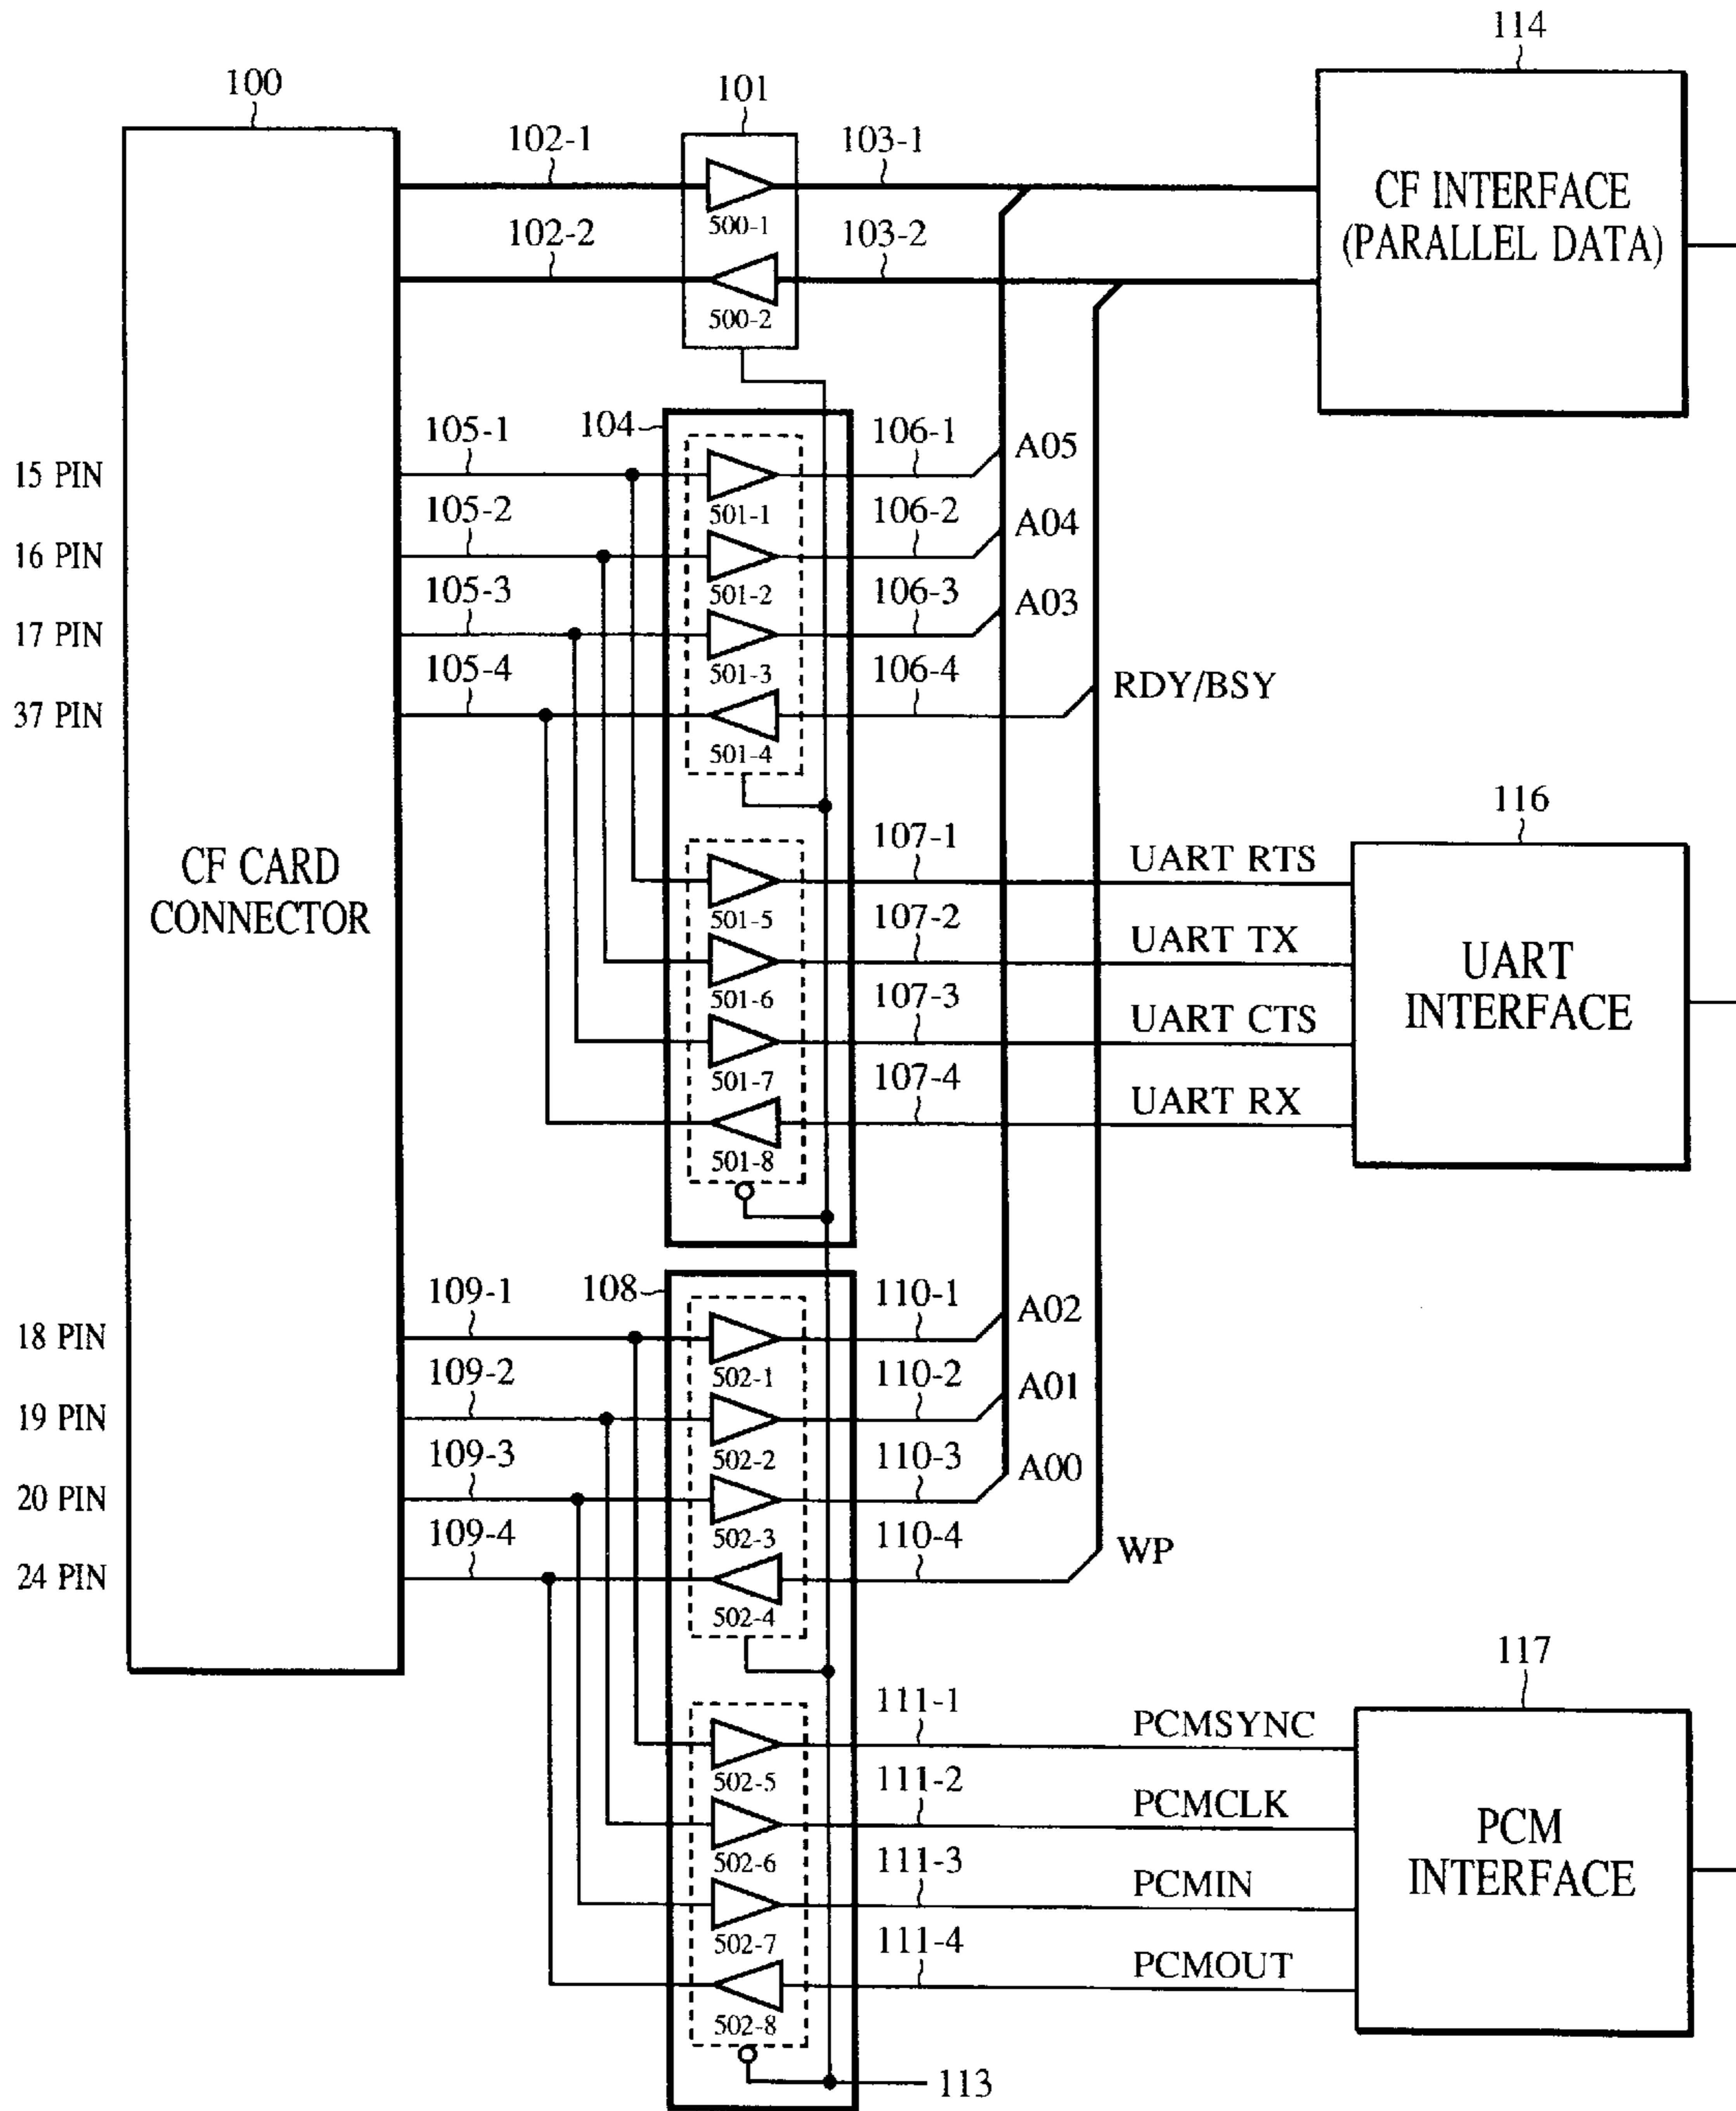 114
100
101
102-1
103-1
CF INTERFACE
(PARALLEL DATA)
500-1
102-2
103-2
500-2
105-1
104
106-1
A05
15 PIN
501-1
105-2
106-2
A04
16 PIN
501-2
105-3
106-3
A03
17 PIN
501-3
105-4
106-4
RDY/BSY
37 PIN
501-4
116
107-1
UART RTS
CF CARD
CONNECTOR
501-5
107-2
UART TX
UART
INTERFACE
501-6
107-3
UART CTS
501-7
107-4
UART RX
501-8
109-1
108
110-1
A02
18 PIN
502-1
109-2
110-2
A01
19 PIN
502-2
109-3
110-3
A00
20 PIN
502-3
109-4
110-4
WP
24 PIN
502-4
117
111-1
PCMSYNC
502-5
111-2
PCMCLK
PCM
INTERFACE
502-6
111-3
PCMIN
502-7
111-4
PCMOUT
502-8
113